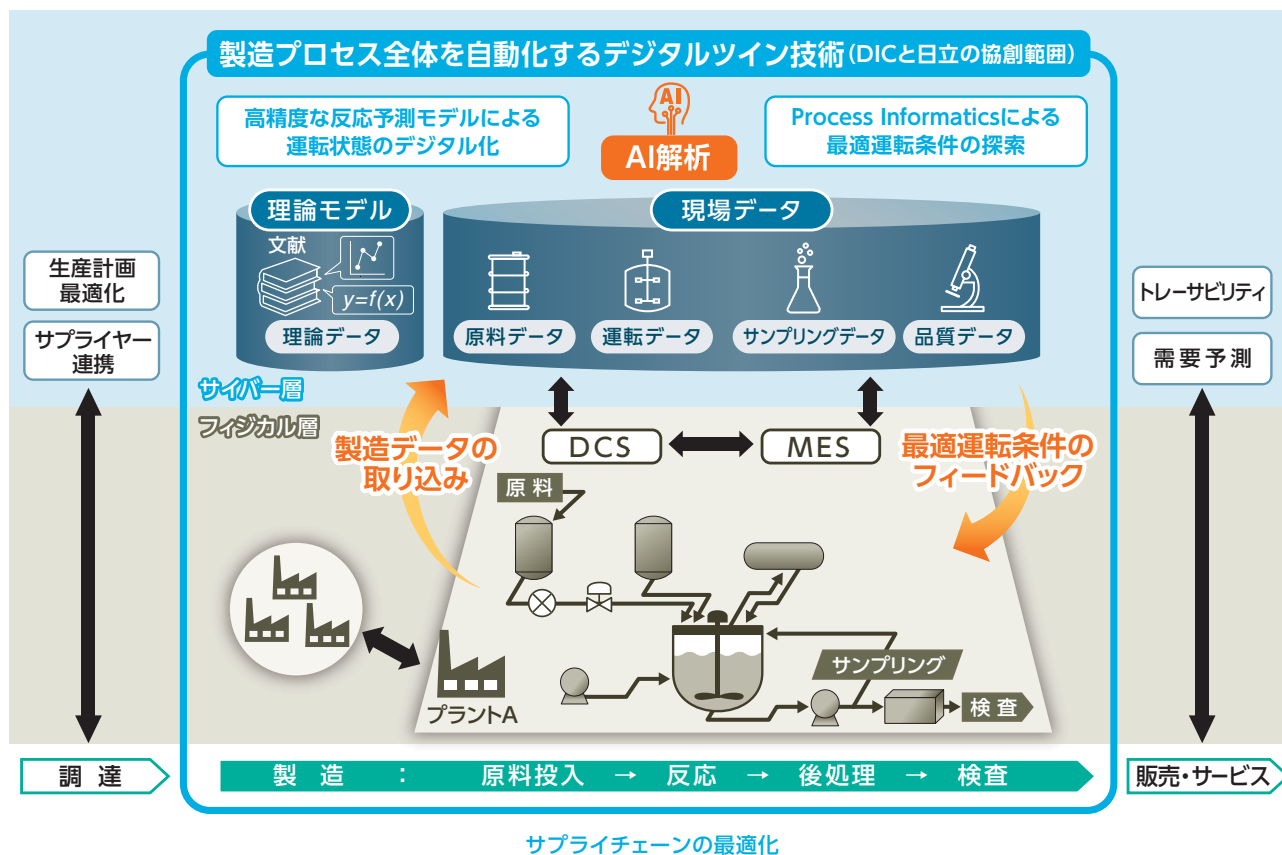 製造プロセス全体を自動化するデジタルツイン技術(DICと日立の協創範囲)
高精度な反応予測モデルによる
運転状態のデジタル化
AI
AI解析
Process Informaticsによる
最適運転条件の探索
理論モデル
文献
y=f(x)
理論データ
現場データ
原料データ
運転データ
サンプリングデータ
品質データ
生産計画
最適化
サプライヤー
連携
トレーサビリティ
需要予測
サイバー層
フィジカル層
製造データの
取り込み
DCS
MES
最適運転条件の
フィードバック
原料
プラントA
サンプリング
検査
調達
製造 : 原料投入 → 反応 → 後処理 → 検査
販売・サービス
サプライチェーンの最適化